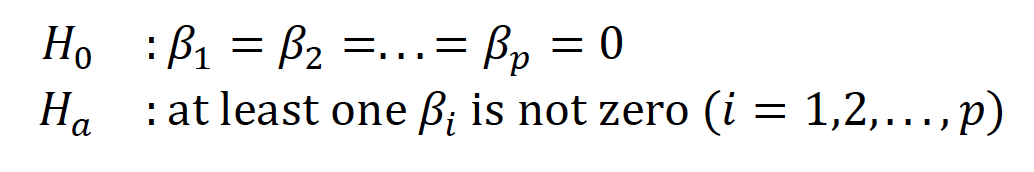 H₀ : β₁ = β₂ =...= βₚ = 0
Hₐ : at least one βᵢ is not zero (i = 1,2,...,p)